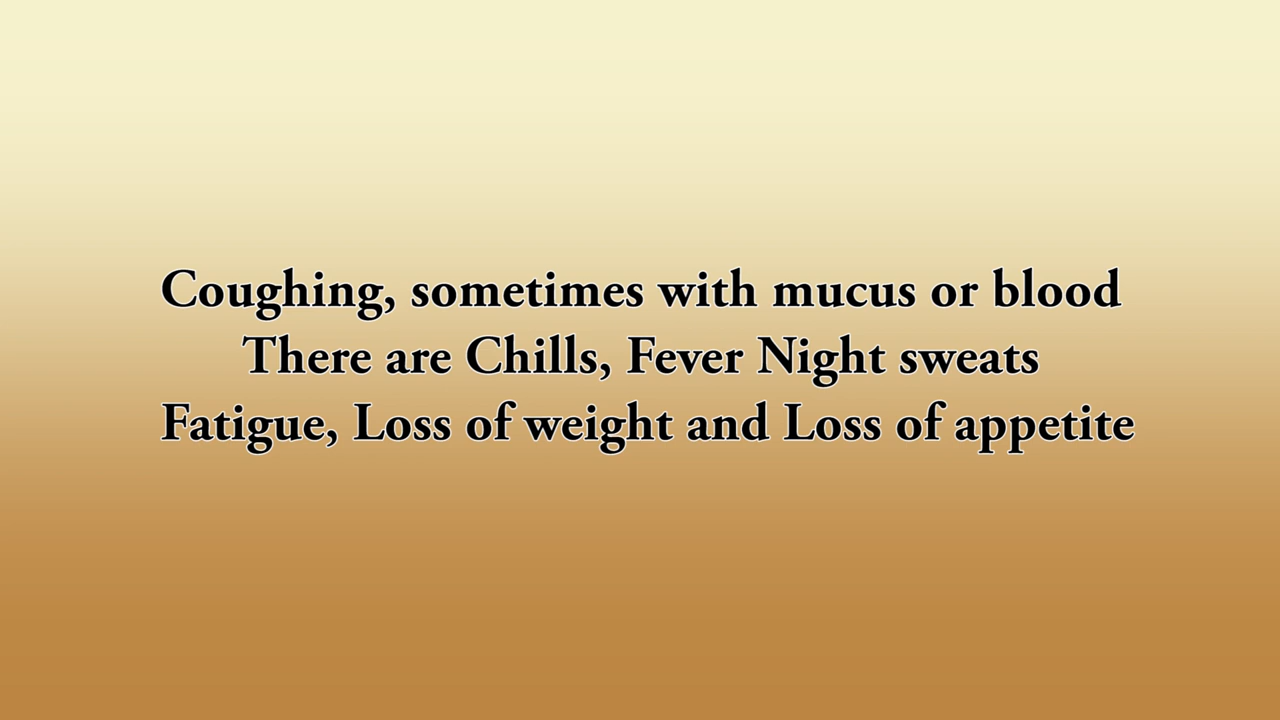 Coughing, sometimes with mucus or blood
There are Chills, Fever Night sweats
Fatigue, Loss of weight and Loss of appetite